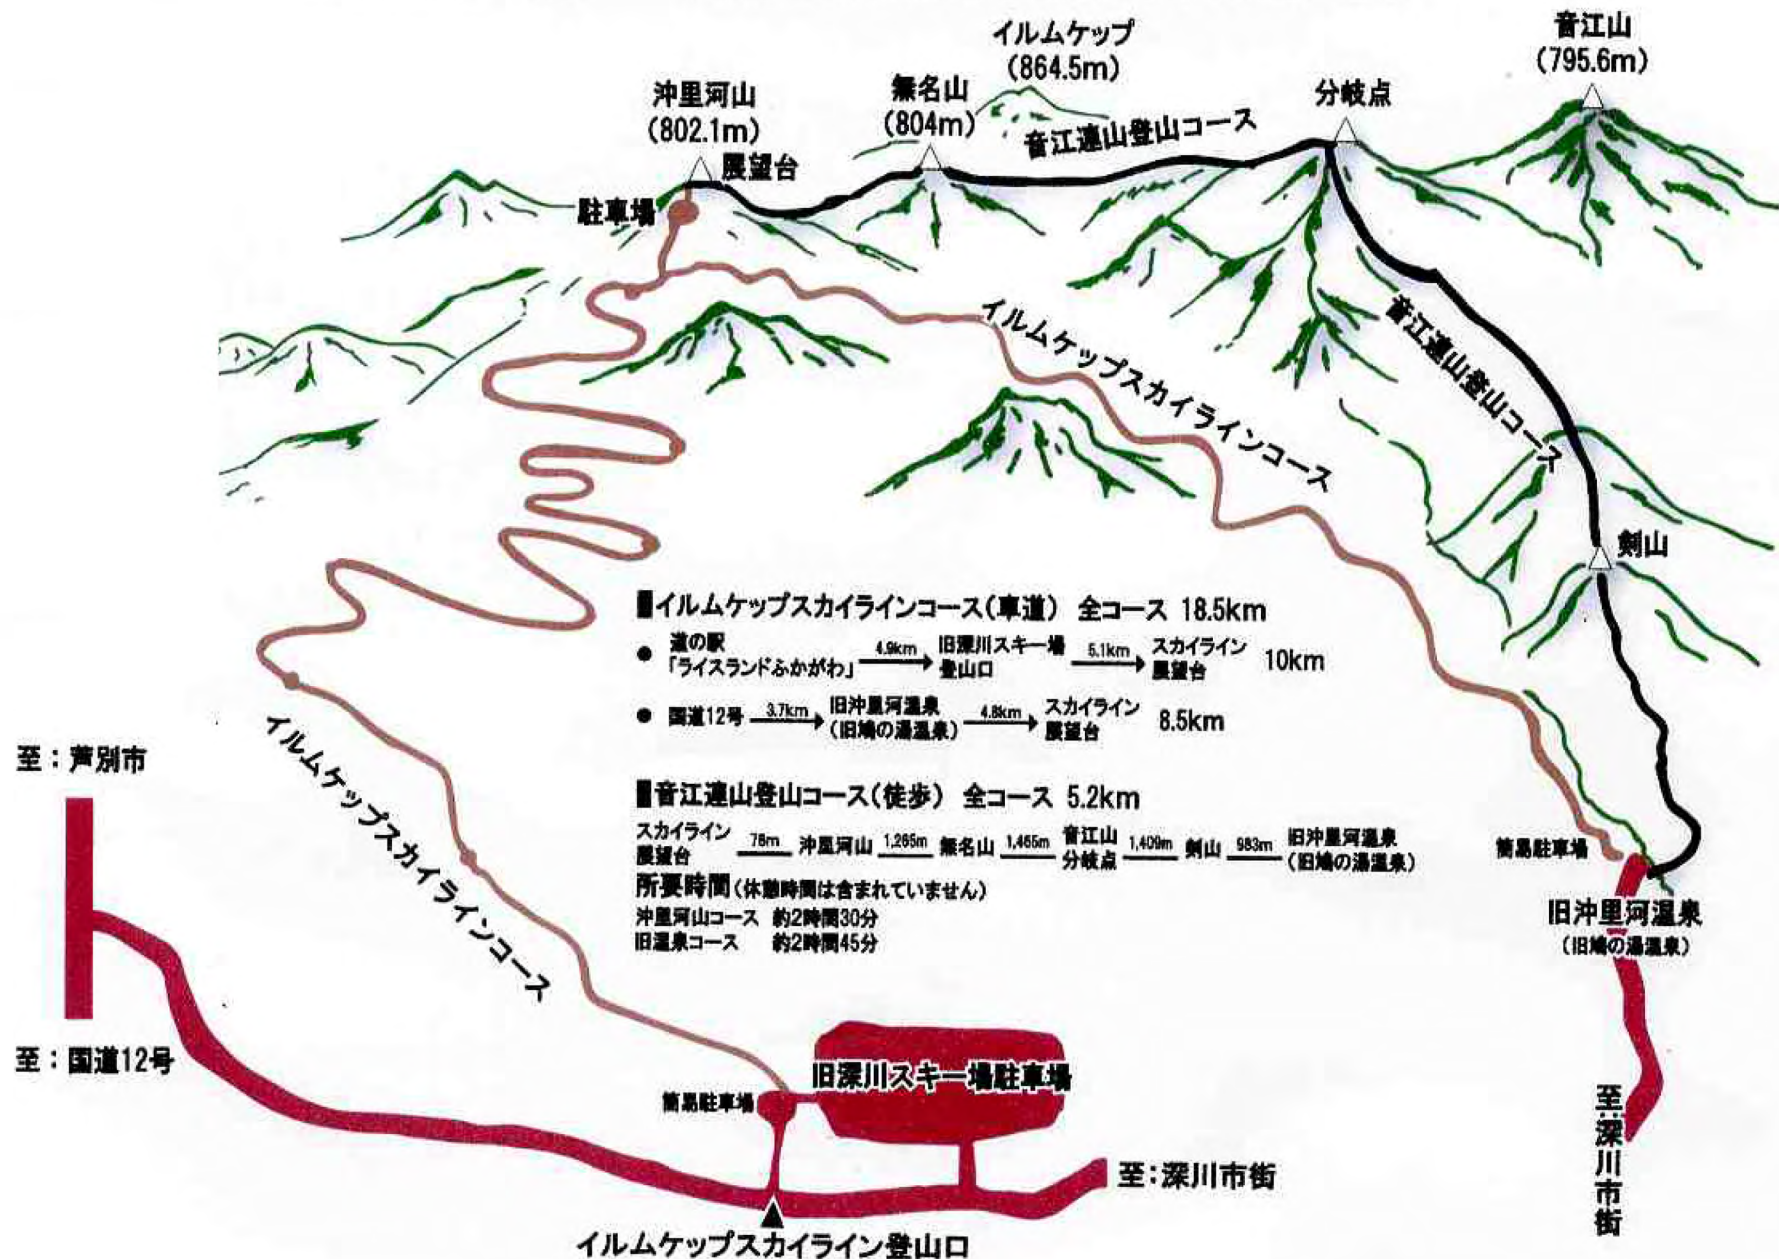 音江山
(795.6m)
イルムケップ
(864.5m)
分岐点
無名山
(804m)
沖里河山
(802.1m)
展望台
駐車場
音江連山登山コース
イルムケップスカイラインコース
音江連山登山コース
剣山
■イルムケップスカイラインコース(車道) 全コース 18.5km
● 道の駅「ライスランドふかがわ」 4.9km 旧深川スキー場登山口 5.1km スカイライン展望台 10km
● 国道12号 3.7km 旧沖里河温泉(旧鳩の湯温泉) 4.8km スカイライン展望台 8.5km
■音江連山登山コース(徒歩) 全コース 5.2km
スカイライン展望台 78m 沖里河山 1,265m 無名山 1,465m 音江山分岐点 1,409m 剣山 983m 旧沖里河温泉(旧鳩の湯温泉)
所要時間(休憩時間は含まれていません)
沖里河山コース 約2時間30分
旧温泉コース 約2時間45分
イルムケップスカイラインコース
至:芦別市
至:国道12号
簡易駐車場
旧沖里河温泉
(旧鳩の湯温泉)
至:深川市街
旧深川スキー場駐車場
簡易駐車場
至:深川市街
イルムケップスカイライン登山口